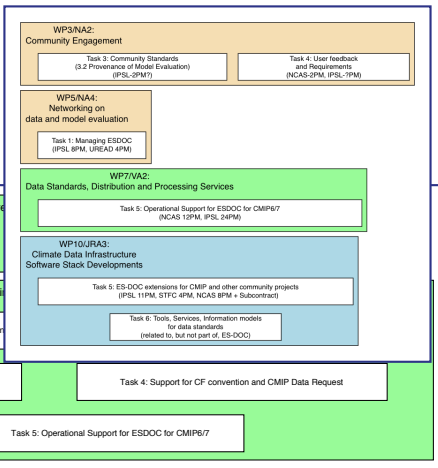 WP3/NA2:
Community Engagement
Task 3: Community Standards
(3.2 Provenance of Model Evaluation)
(IPSL-2PM?)
Task 4: User feedback
and Requirements
(NCAS-2PM, IPSL-?PM)
WP5/NA4:
Networking on
data and model evaluation
Task 1: Managing ESDOC
(IPSL 8PM, UREAD 4PM)
WP7/VA2:
Data Standards, Distribution and Processing Services
Task 5: Operational Support for ESDOC for CMIP6/7
(NCAS 12PM, IPSL 24PM)
WP10/JRA3:
Climate Data Infrastructure
Software Stack Developments
Task 5: ES-DOC extensions for CMIP and other community projects
(IPSL 11PM, STFC 4PM, NCAS 8PM + Subcontract)
Task 6: Tools, Services, Information models
for data standards
(related to, but not part of, ES-DOC)
Task 4: Support for CF convention and CMIP Data Request
Task 5: Operational Support for ESDOC for CMIP6/7